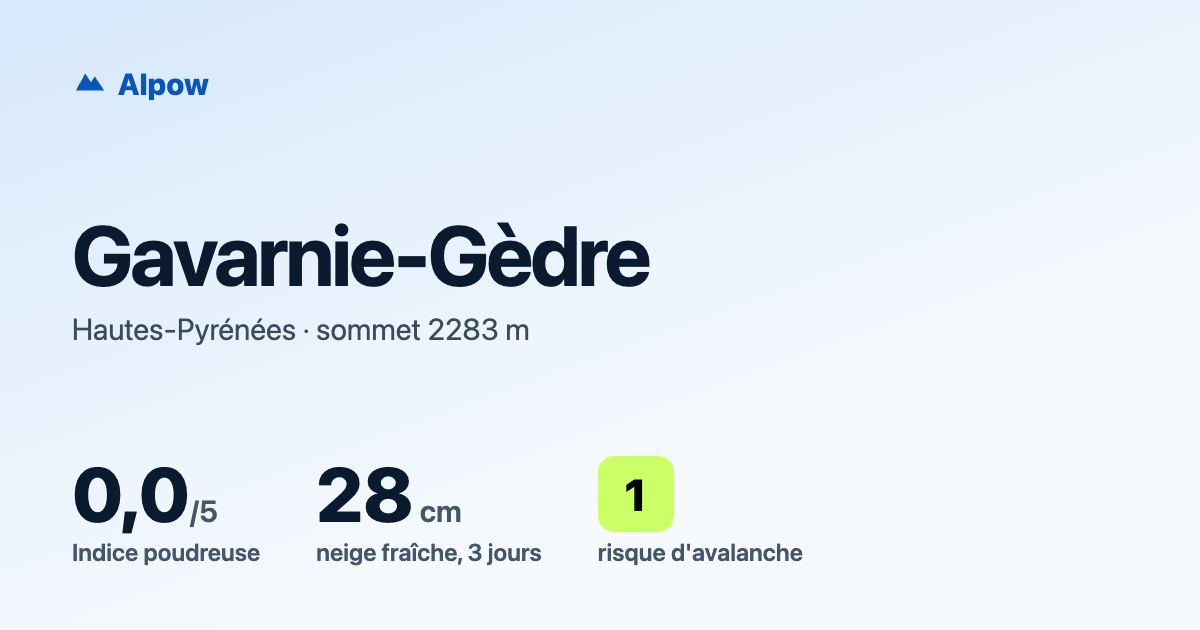 Alpow
Gavarnie-Gèdre
Hautes-Pyrénées · sommet 2283 m
0,0/5
Indice poudreuse
28 cm
neige fraîche, 3 jours
1
risque d'avalanche